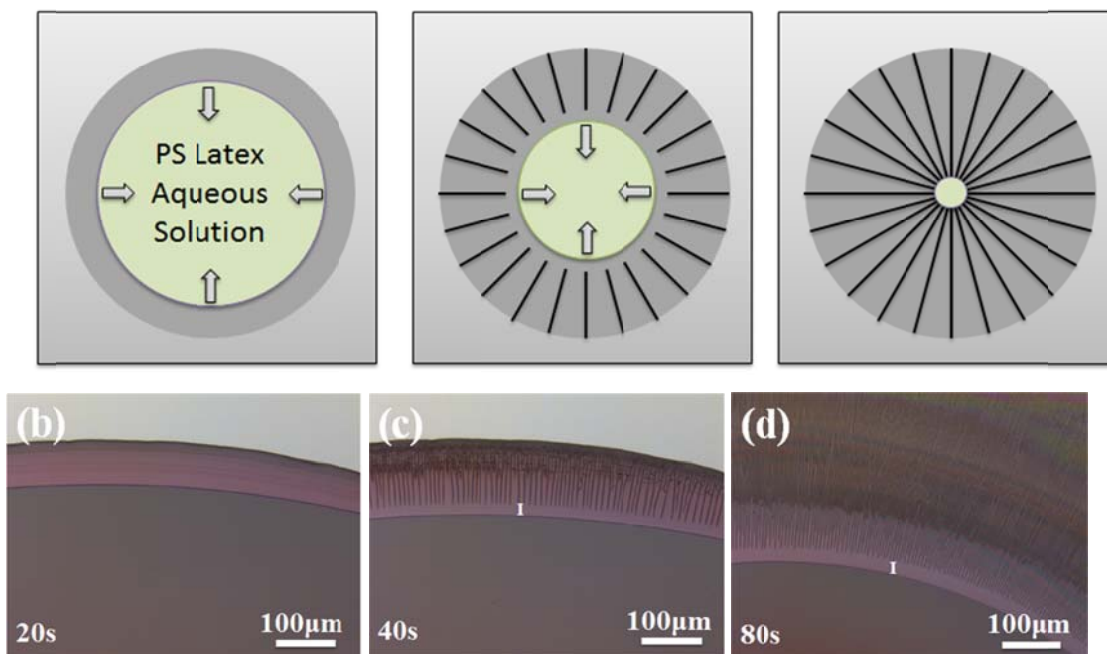 PS Latex
Aqueous
Solution
(b)
20s
100μm
(c)
I
40s
100μm
(d)
I
80s
100μm